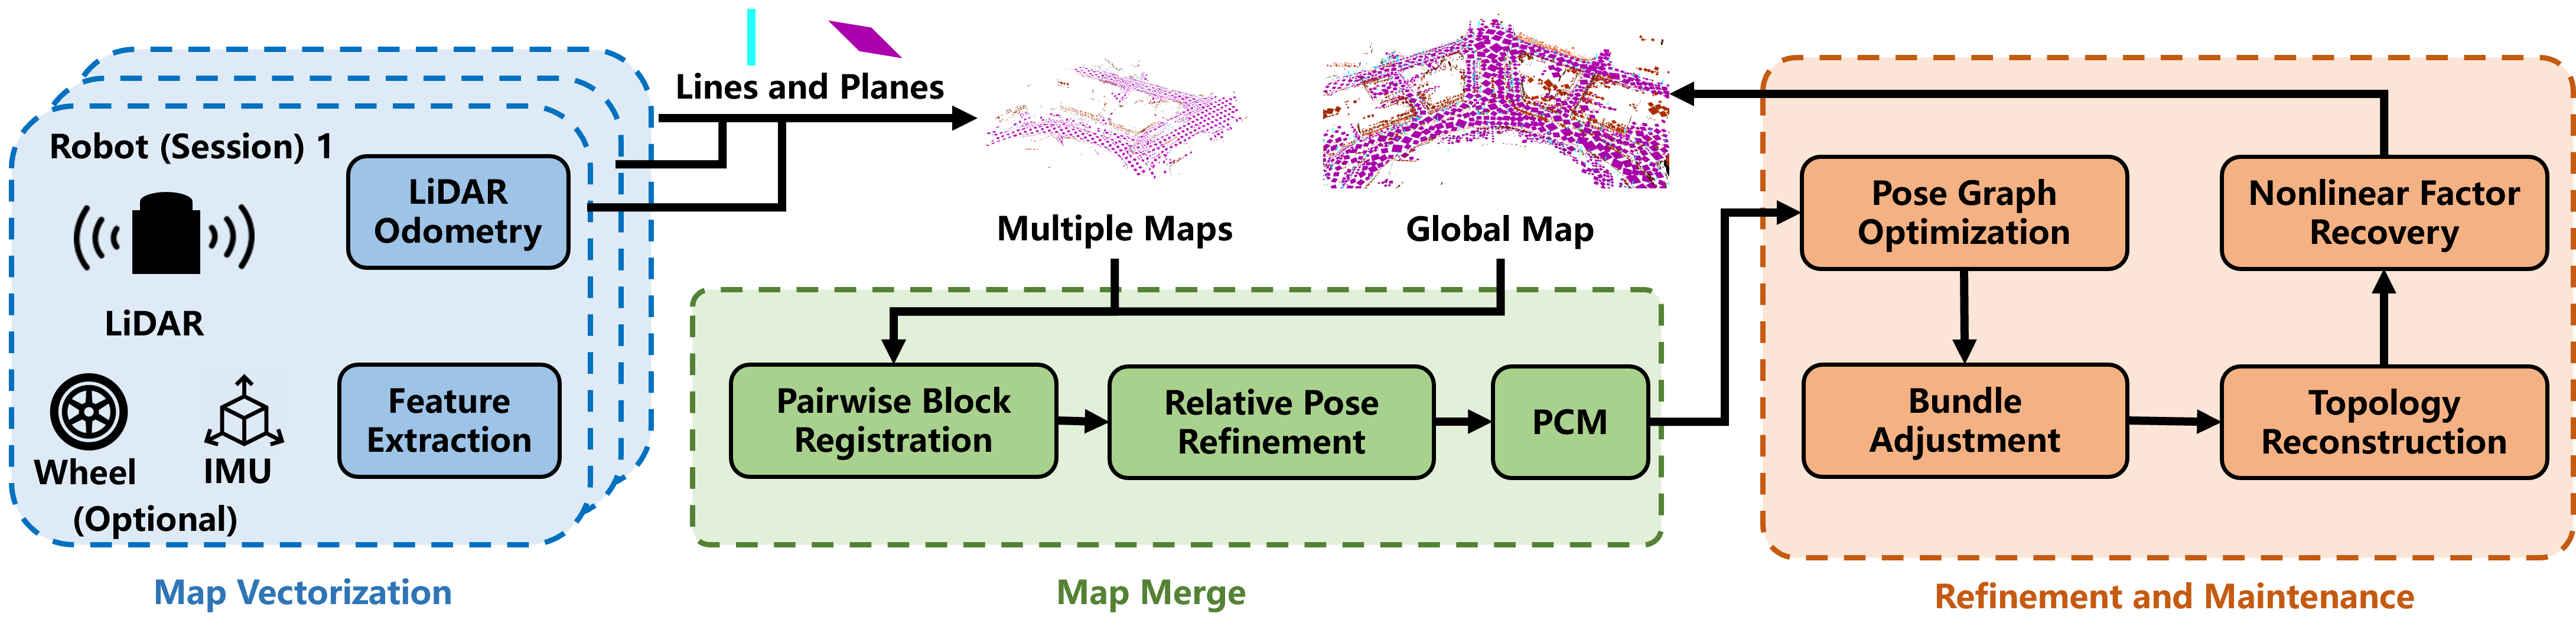 Robot (Session) 1
LiDAR
Odometry
LiDAR
Wheel
IMU
(Optional)
Feature
Extraction
Map Vectorization
Lines and Planes
Multiple Maps
Global Map
Pairwise Block
Registration
Relative Pose
Refinement
PCM
Map Merge
Pose Graph
Optimization
Nonlinear Factor
Recovery
Bundle
Adjustment
Topology
Reconstruction
Refinement and Maintenance